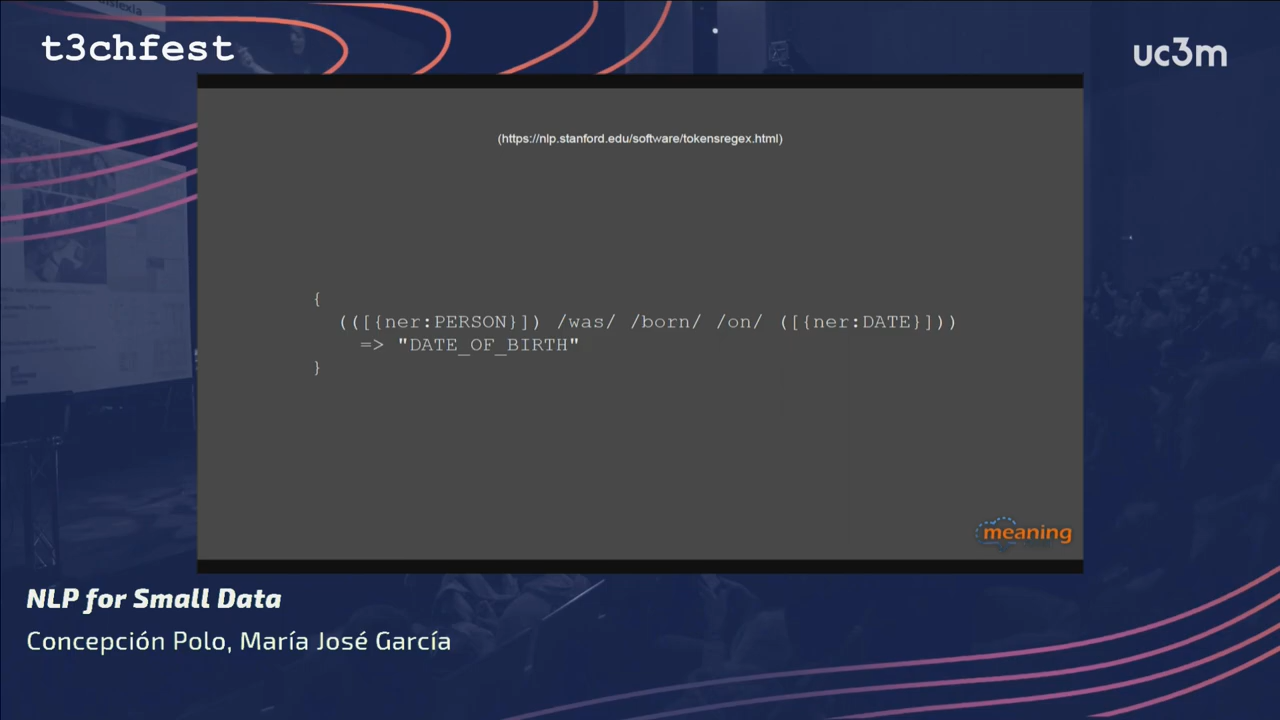 t3chfest
uc3m
(https://nlp.stanford.edu/software/tokensregex.html)
{
(([{ner:PERSON}]) /was/ /born/ /on/ ([{ner:DATE}]))
=> "DATE_OF_BIRTH"
}
meaning
NLP for Small Data
Concepción Polo, María José García